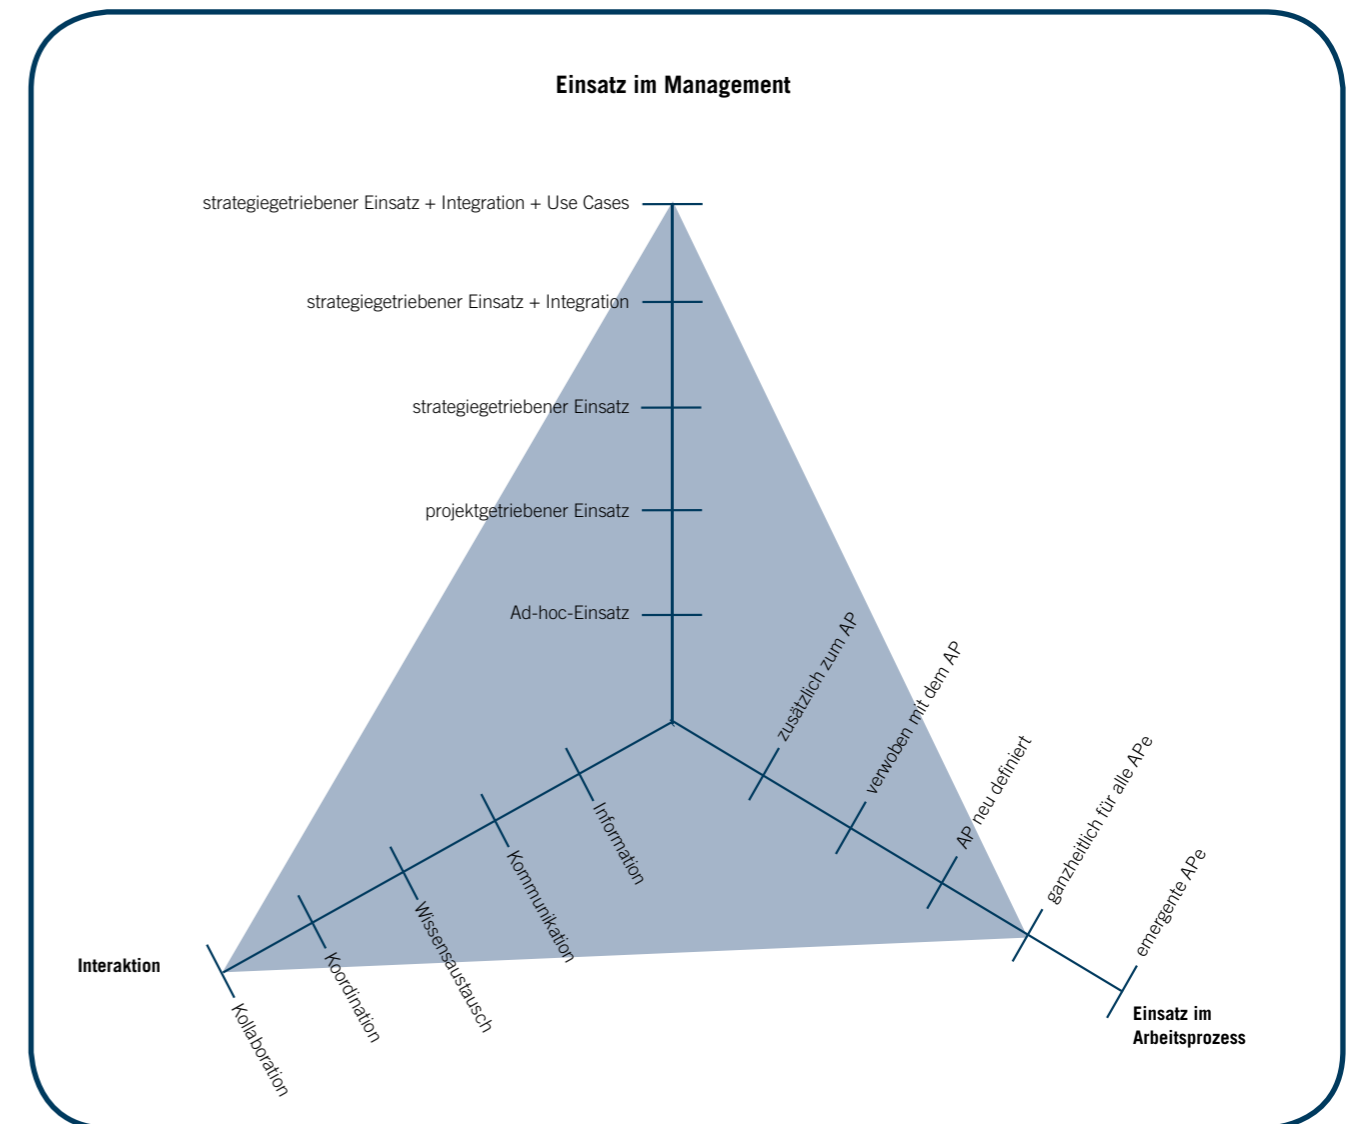 Einsatz im Management
strategiegetriebener Einsatz + Integration + Use Cases
strategiegetriebener Einsatz + Integration
strategiegetriebener Einsatz
projektgetriebener Einsatz
Ad-hoc-Einsatz
zusätzlich zum AP
verwoben mit dem AP
AP neu definiert
ganzheitlich für alle APe
emergente APe
Einsatz im
Arbeitsprozess
Information
Kommunikation
Wissensaustausch
Koordination
Kollaboration
Interaktion